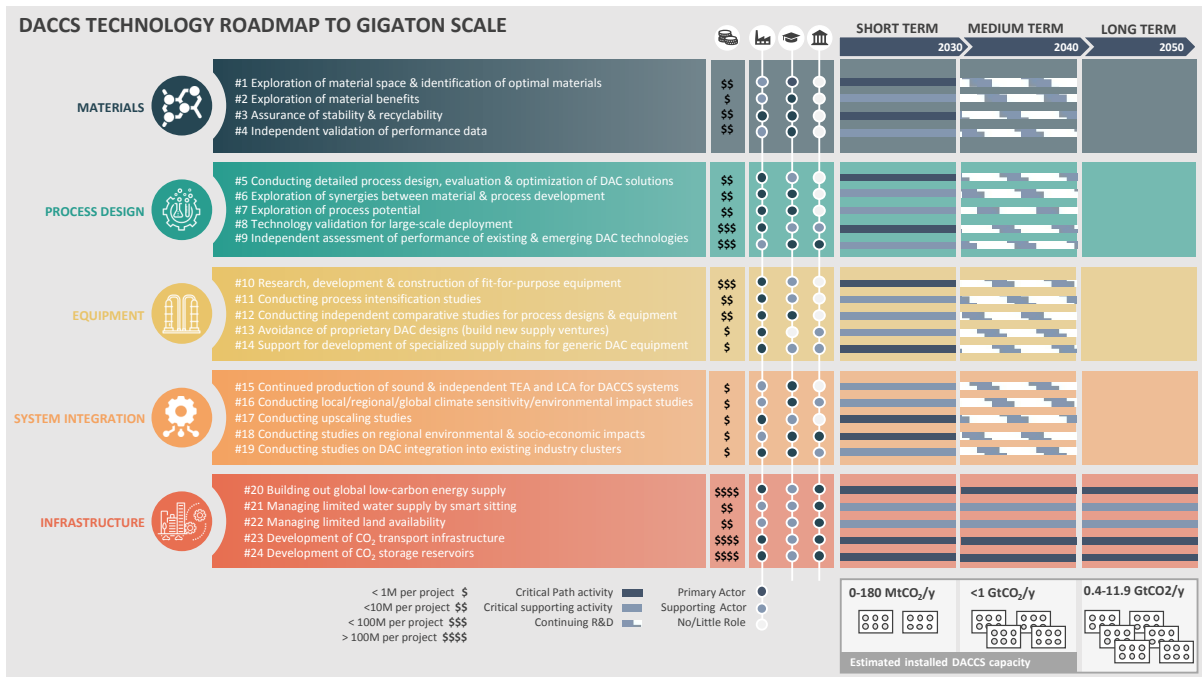 DACCS TECHNOLOGY ROADMAP TO GIGATON SCALE
SHORT TERM MEDIUM TERM LONG TERM
2030 2040 2050
MATERIALS
#1 Exploration of material space & identification of optimal materials $$
#2 Exploration of material benefits $
#3 Assurance of stability & recyclability $$
#4 Independent validation of performance data $$
PROCESS DESIGN
#5 Conducting detailed process design, evaluation & optimization of DAC solutions $$
#6 Exploration of synergies between material & process development $$
#7 Exploration of process potential $$
#8 Technology validation for large-scale deployment $$$
#9 Independent assessment of performance of existing & emerging DAC technologies $$$
EQUIPMENT
#10 Research, development & construction of fit-for-purpose equipment $$$
#11 Conducting process intensification studies $$
#12 Conducting independent comparative studies for process designs & equipment $$
#13 Avoidance of proprietary DAC designs (build new supply ventures) $
#14 Support for development of specialized supply chains for generic DAC equipment $
SYSTEM INTEGRATION
#15 Continued production of sound & independent TEA and LCA for DACCS systems $
#16 Conducting local/regional/global climate sensitivity/environmental impact studies $
#17 Conducting upscaling studies $
#18 Conducting studies on regional environmental & socio-economic impacts $
#19 Conducting studies on DAC integration into existing industry clusters $
INFRASTRUCTURE
#20 Building out global low-carbon energy supply $$$$
#21 Managing limited water supply by smart sitting $$
#22 Managing limited land availability $$
#23 Development of CO₂ transport infrastructure $$$$
#24 Development of CO₂ storage reservoirs $$$$
< 1M per project $ Critical Path activity Primary Actor
<10M per project $$ Critical supporting activity Supporting Actor
< 100M per project $$$ Continuing R&D No/Little Role
> 100M per project $$$$
0-180 MtCO₂/y <1 GtCO₂/y 0.4-11.9 GtCO2/y
Estimated installed DACCS capacity